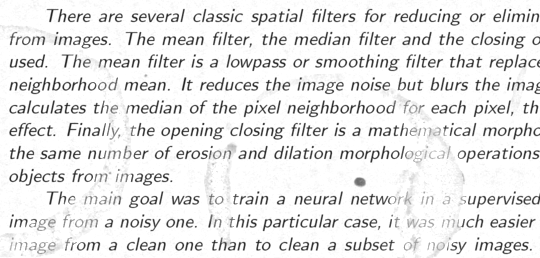 There are several classic spatial filters for reducing or elimin
from images. The mean filter, the median filter and the closing o
used. The mean filter is a lowpass or smoothing filter that replace
neighborhood mean. It reduces the image noise but blurs the imag
calculates the median of the pixel neighborhood for each pixel, th
effect. Finally, the opening closing filter is a mathematical morpho
the same number of erosion and dilation morphological operations
objects from images.
The main goal was to train a neural network in a supervised
image from a noisy one. In this particular case, it was much easier
image from a clean one than to clean a subset of noisy images.